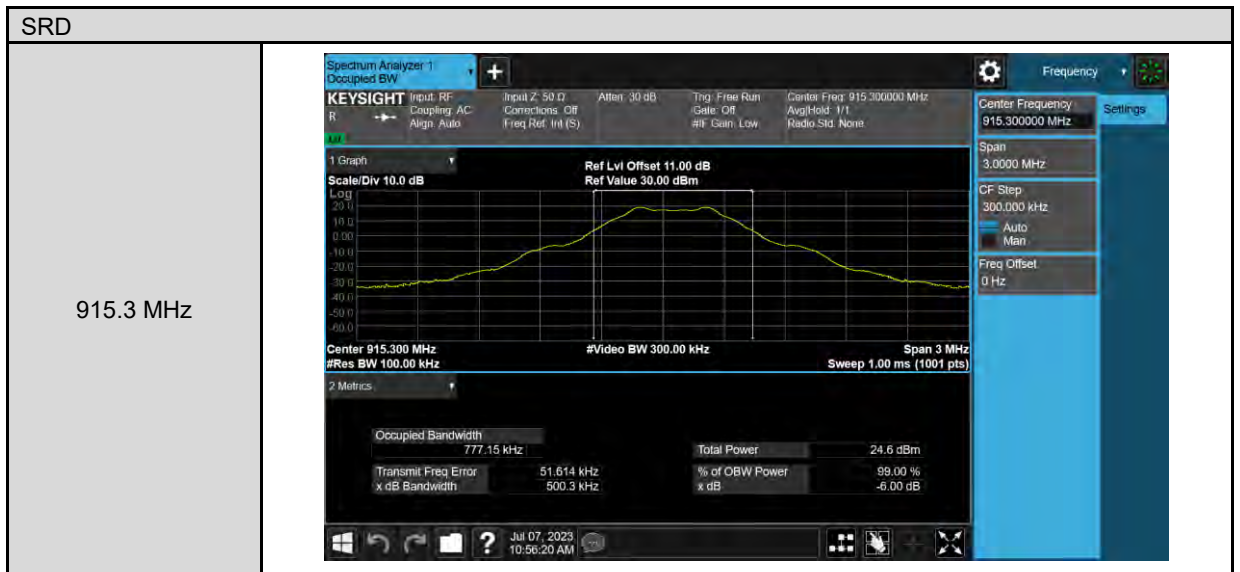 SRD
915.3 MHz
Spectrum Analyzer 1
Occupied BW
Frequency
KEYSIGHT
R
Input: RF
Coupling: AC
Align: Auto
Input Z: 50 Ω
Corrections: Off
Freq Ref: Int (S)
Atten: 30 dB
Trig: Free Run
Gate: Off
#IF Gain: Low
Center Freq: 915.300000 MHz
Avg|Hold: 1/1
Radio Std: None
Center Frequency
915.300000 MHz
Settings
Span
3.0000 MHz
CF Step
300.000 kHz
Auto
Man
Freq Offset
0 Hz
1 Graph
Scale/Div 10.0 dB
Ref Lvl Offset 11.00 dB
Ref Value 30.00 dBm
Log
20.0
10.0
0.00
-10.0
-20.0
-30.0
-40.0
-50.0
-60.0
Center 915.300 MHz
#Video BW 300.00 kHz
Span 3 MHz
#Res BW 100.00 kHz
Sweep 1.00 ms (1001 pts)
2 Metrics
Occupied Bandwidth
777.15 kHz
Total Power 24.6 dBm
Transmit Freq Error 51.614 kHz
% of OBW Power 99.00 %
x dB Bandwidth 500.3 kHz
x dB -6.00 dB
?
Jul 07, 2023
10:56:20 AM